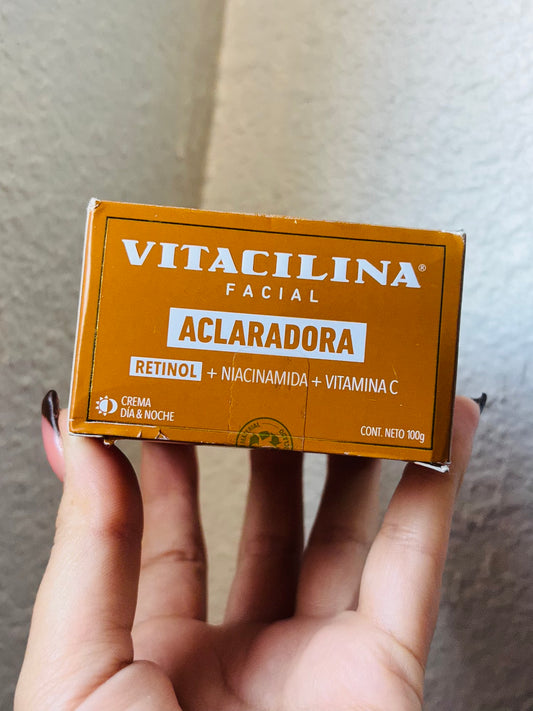 VITACILINA®
FACIAL
ACLARADORA
RETINOL + NIACINAMIDA + VITAMINA C
CREMA
DÍA & NOCHE
CONT. NETO 100g